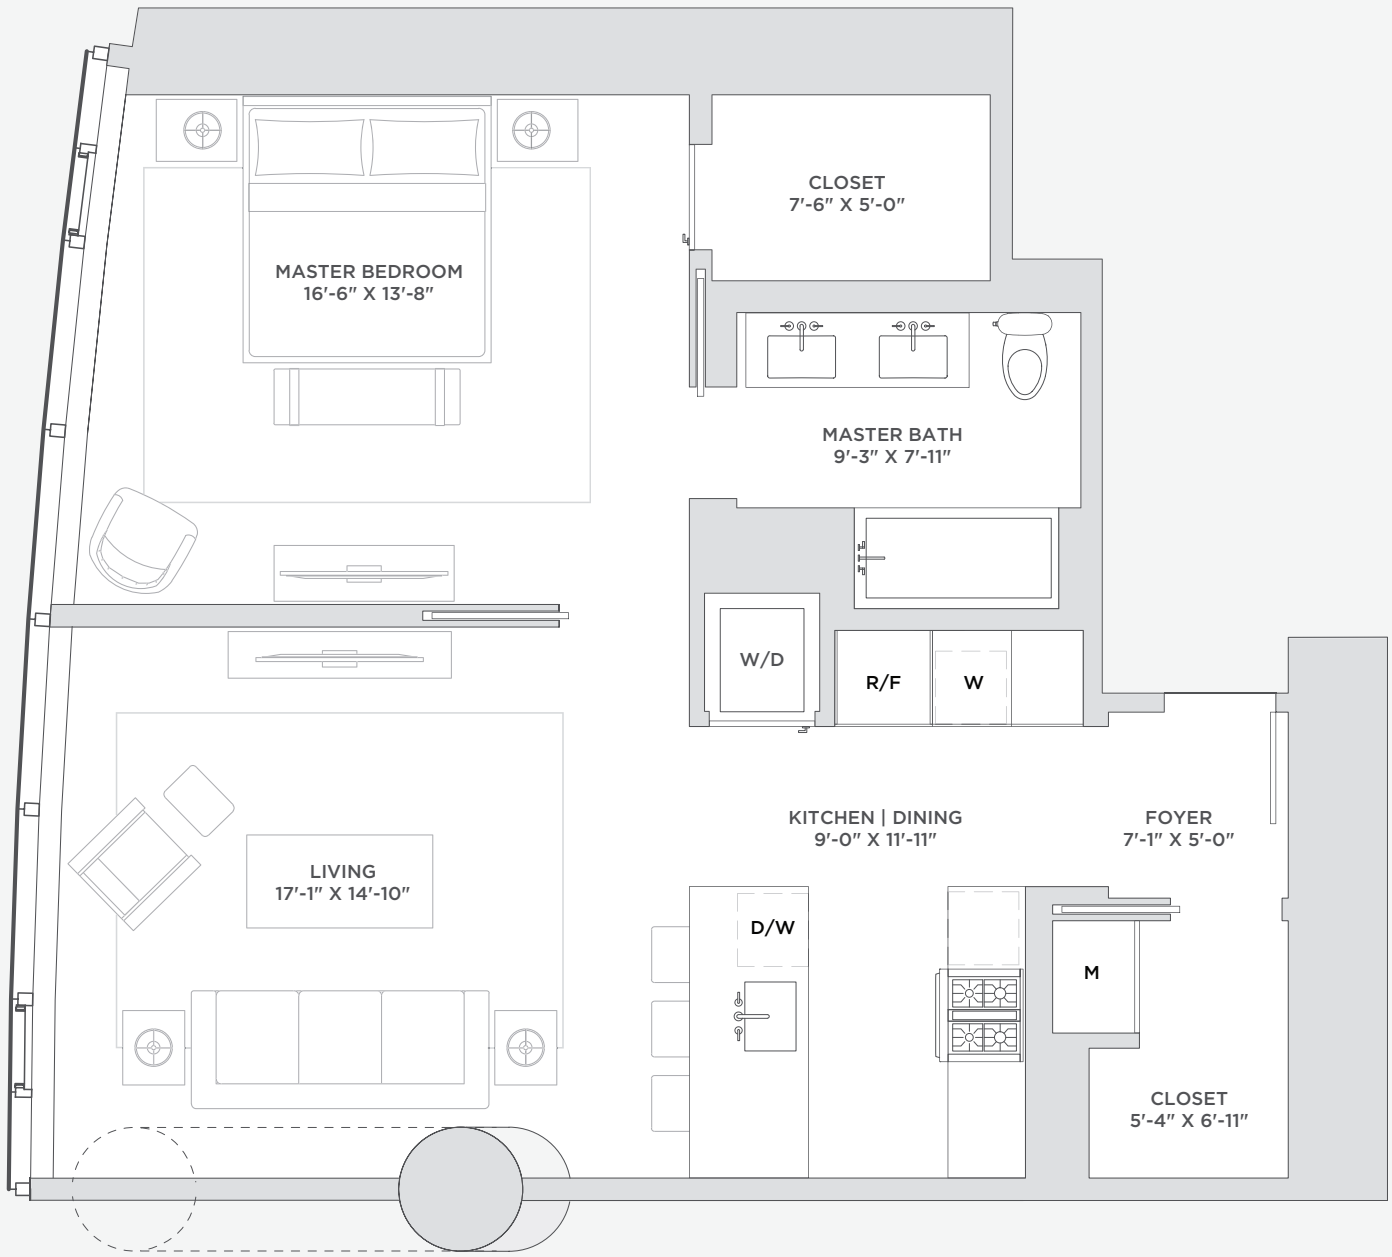 CLOSET
7'-6" X 5'-0"
MASTER BEDROOM
16'-6" X 13'-8"
MASTER BATH
9'-3" X 7'-11"
W/D
R/F
W
KITCHEN | DINING
9'-0" X 11'-11"
FOYER
7'-1" X 5'-0"
LIVING
17'-1" X 14'-10"
D/W
M
CLOSET
5'-4" X 6'-11"